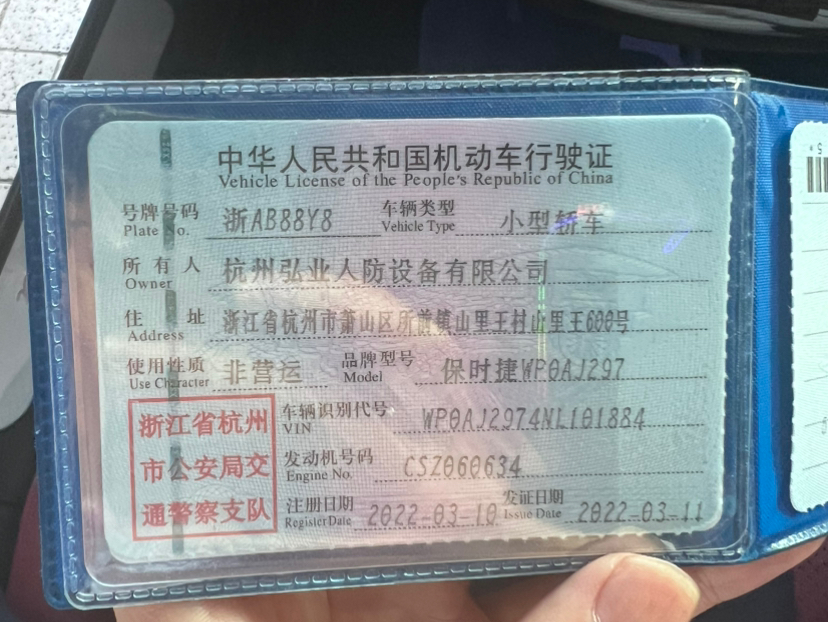 中华人民共和国机动车行驶证
Vehicle License of the People's Republic of China
号牌号码 浙AB88Y8 车辆类型 小型轿车
Plate No. Vehicle Type
所有人 杭州弘业人防设备有限公司
Owner
住址 浙江省杭州市萧山区所前镇山里王村山里王600号
Address
使用性质 非营运 品牌型号 保时捷WP0AJ297
Use Character Model
浙江省杭州 车辆识别代号 WP0AJ2974NL101884
VIN
市公安局交 发动机号码 CSZ060634
Engine No.
通警察支队 注册日期 2022-03-10 发证日期 2022-03-11
Register Date Issue Date